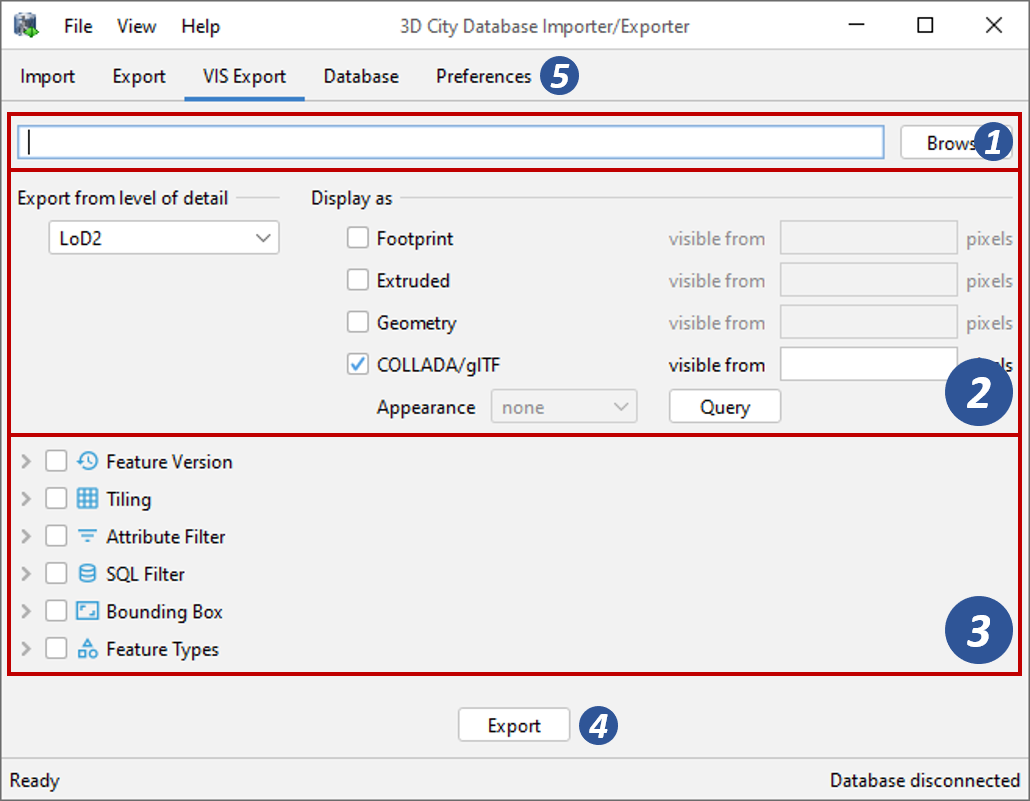 File View Help 3D City Database Importer/Exporter
Import Export VIS Export Database Preferences 5
Brows 1
Export from level of detail Display as
LoD2 Footprint visible from pixels
Extruded visible from pixels
Geometry visible from pixels
COLLADA/glTF visible from ls
Appearance none Query 2
Feature Version
Tiling
Attribute Filter
SQL Filter
Bounding Box
Feature Types
3
Export 4
Ready Database disconnected